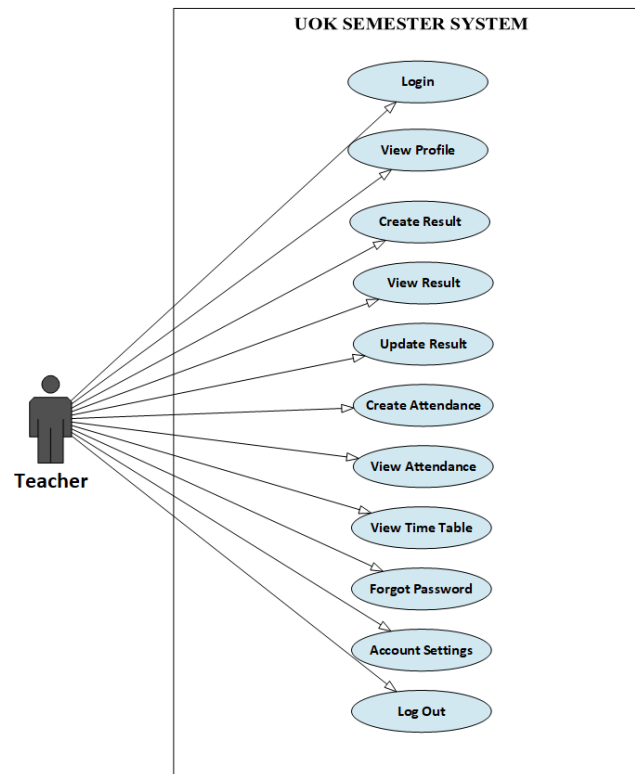 UOK SEMESTER SYSTEM
Login
View Profile
Create Result
View Result
Update Result
Create Attendance
View Attendance
View Time Table
Forgot Password
Account Settings
Log Out
Teacher